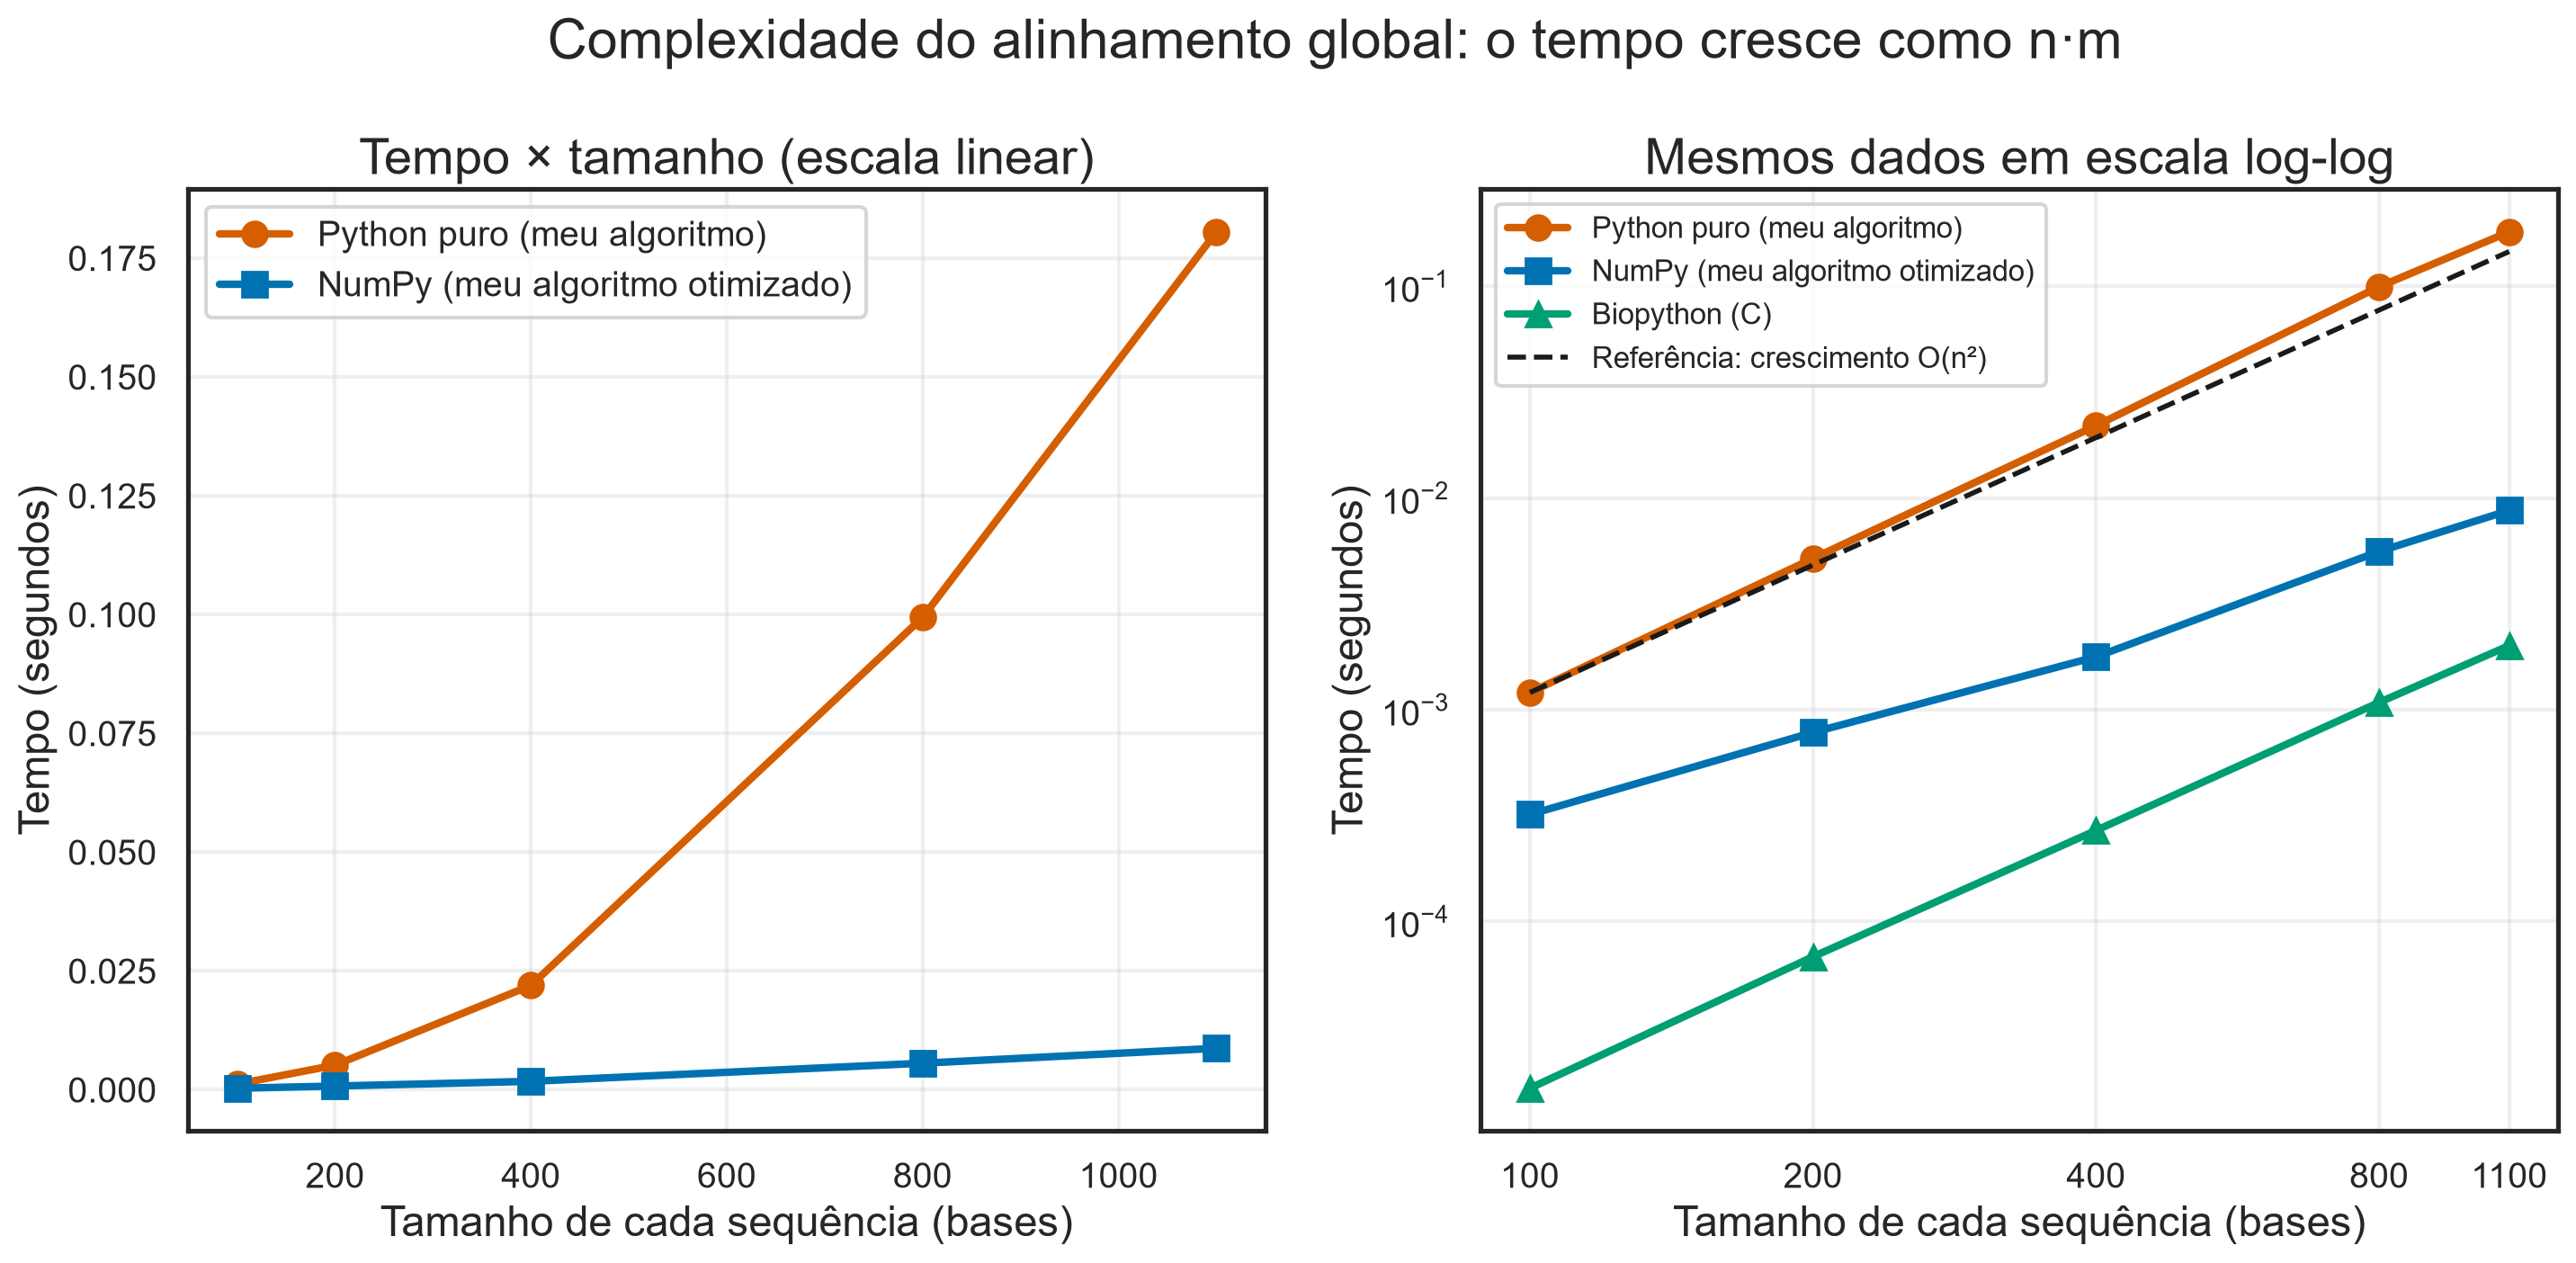 Complexidade do alinhamento global: o tempo cresce como n·m
Tempo × tamanho (escala linear)
Python puro (meu algoritmo)
NumPy (meu algoritmo otimizado)
Tempo (segundos)
0.175
0.150
0.125
0.100
0.075
0.050
0.025
0.000
200 400 600 800 1000
Tamanho de cada sequência (bases)
Mesmos dados em escala log-log
Python puro (meu algoritmo)
NumPy (meu algoritmo otimizado)
Biopython (C)
Referência: crescimento O(n²)
Tempo (segundos)
10⁻¹
10⁻²
10⁻³
10⁻⁴
100 200 400 800 1100
Tamanho de cada sequência (bases)